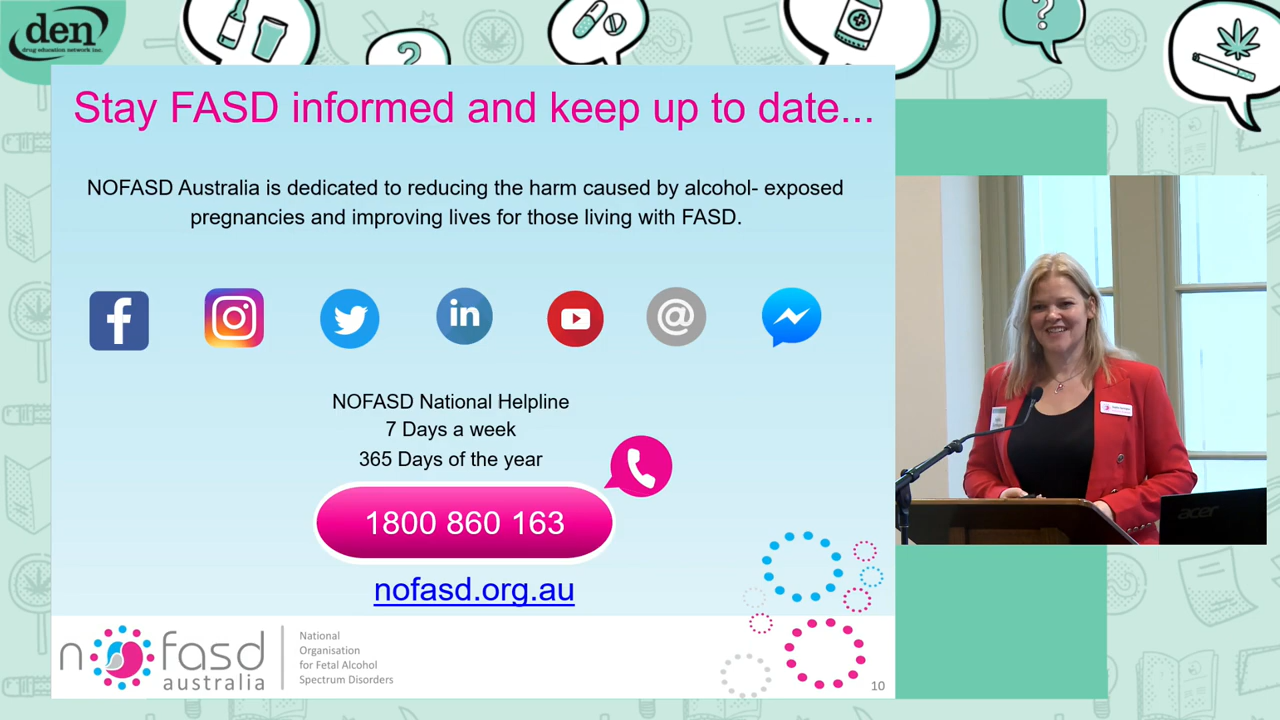 den
drug education network inc.
Stay FASD informed and keep up to date...
NOFASD Australia is dedicated to reducing the harm caused by alcohol- exposed
pregnancies and improving lives for those living with FASD.
f
in
@
NOFASD National Helpline
7 Days a week
365 Days of the year
1800 860 163
nofasd.org.au
nofasd
australia
National
Organisation
for Fetal Alcohol
Spectrum Disorders
10
acer